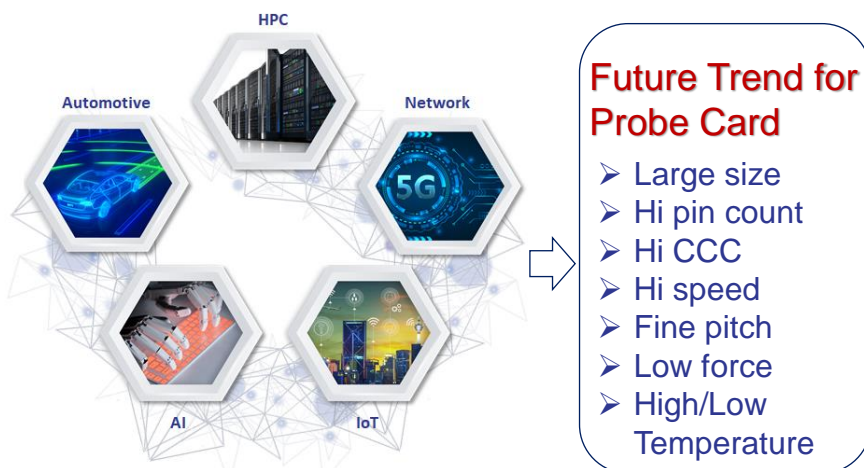 HPC
Automotive
Network
5G
AI
IoT
Future Trend for
Probe Card
➢ Large size
➢ Hi pin count
➢ Hi CCC
➢ Hi speed
➢ Fine pitch
➢ Low force
➢ High/Low
Temperature